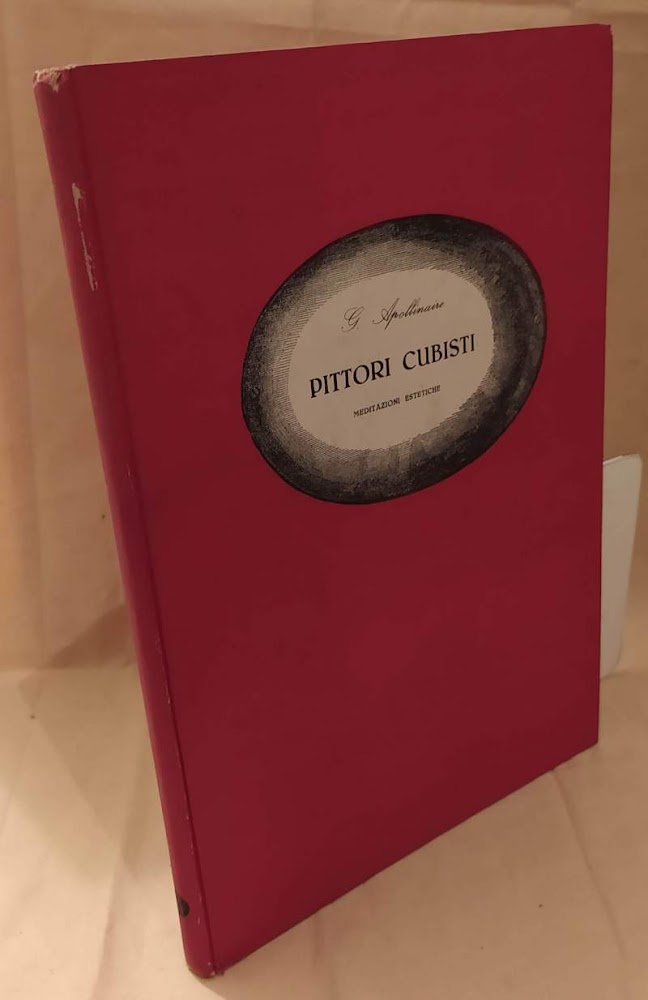 G. Apollinaire
PITTORI CUBISTI
MEDITAZIONI ESTETICHE